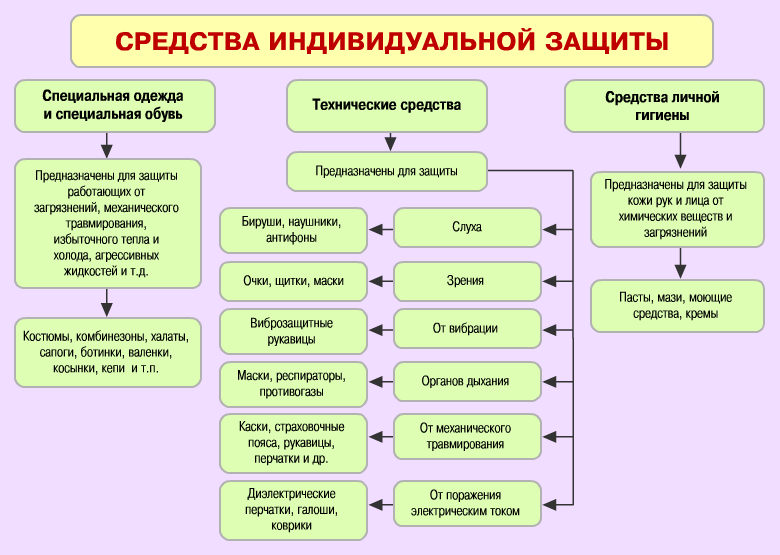 СРЕДСТВА ИНДИВИДУАЛЬНОЙ ЗАЩИТЫ
Специальная одежда
и специальная обувь
Предназначены для защиты
работающих от
загрязнений, механического
травмирования,
избыточного тепла и
холода, агрессивных
жидкостей и т.д.
Костюмы, комбинезоны, халаты,
сапоги, ботинки, валенки,
косынки, кепи и т.п.
Технические средства
Предназначены для защиты
Слуха
Бируши, наушники,
антифоны
Зрения
Очки, щитки, маски
От вибрации
Виброзащитные
рукавицы
Органов дыхания
Маски, респираторы,
противогазы
От механического
травмирования
Каски, страховочные
пояса, рукавицы,
перчатки и др.
От поражения
электрическим током
Диэлектрические
перчатки, галоши,
коврики
Средства личной
гигиены
Предназначены для защиты
кожи рук и лица от
химических веществ и
загрязнений
Пасты, мази, моющие
средства, кремы